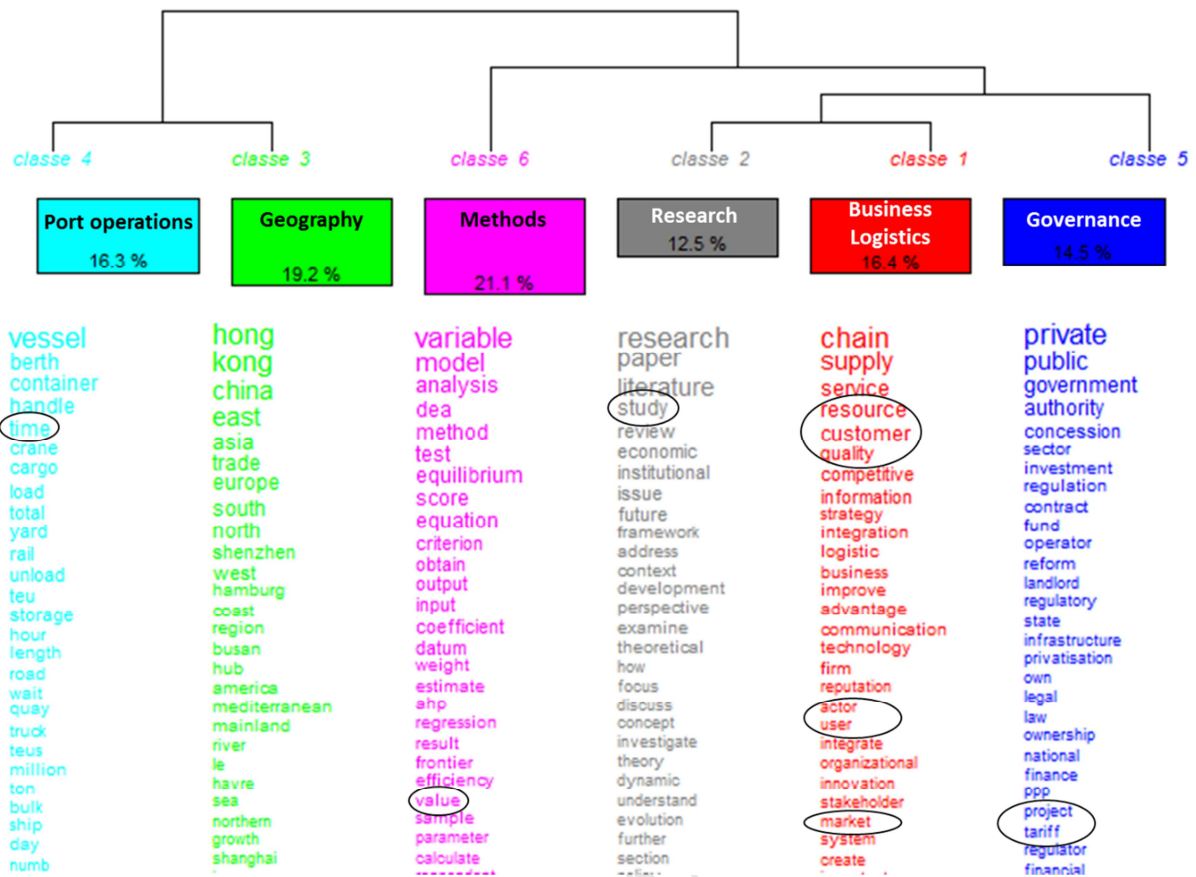 classe 4
classe 3
classe 6
classe 2
classe 1
classe 5
Port operations
16.3 %
Geography
19.2 %
Methods
21.1 %
Research
12.5 %
Business
Logistics
16.4 %
Governance
14.5 %
vessel
berth
container
handle
time
crane
cargo
load
total
yard
rail
unload
teu
storage
hour
length
road
wait
quay
truck
teus
million
ton
bulk
ship
day
numb
hong
kong
china
east
asia
trade
europe
south
north
shenzhen
west
hamburg
coast
region
busan
hub
america
mediterranean
mainland
river
le
havre
sea
northern
growth
shanghai
variable
model
analysis
dea
method
test
equilibrium
score
equation
criterion
obtain
output
input
coefficient
datum
weight
estimate
ahp
regression
result
frontier
efficiency
value
sample
parameter
calculate
research
paper
literature
study
review
economic
institutional
issue
future
framework
address
context
development
perspective
examine
theoretical
how
focus
discuss
concept
investigate
theory
dynamic
understand
evolution
further
section
chain
supply
service
resource
customer
quality
competitive
information
strategy
integration
logistic
business
improve
advantage
communication
technology
firm
reputation
actor
user
integrate
organizational
innovation
stakeholder
market
system
create
private
public
government
authority
concession
sector
investment
regulation
contract
fund
operator
reform
landlord
regulatory
state
infrastructure
privatisation
own
legal
law
ownership
national
finance
ppp
project
tariff
regulator
financial